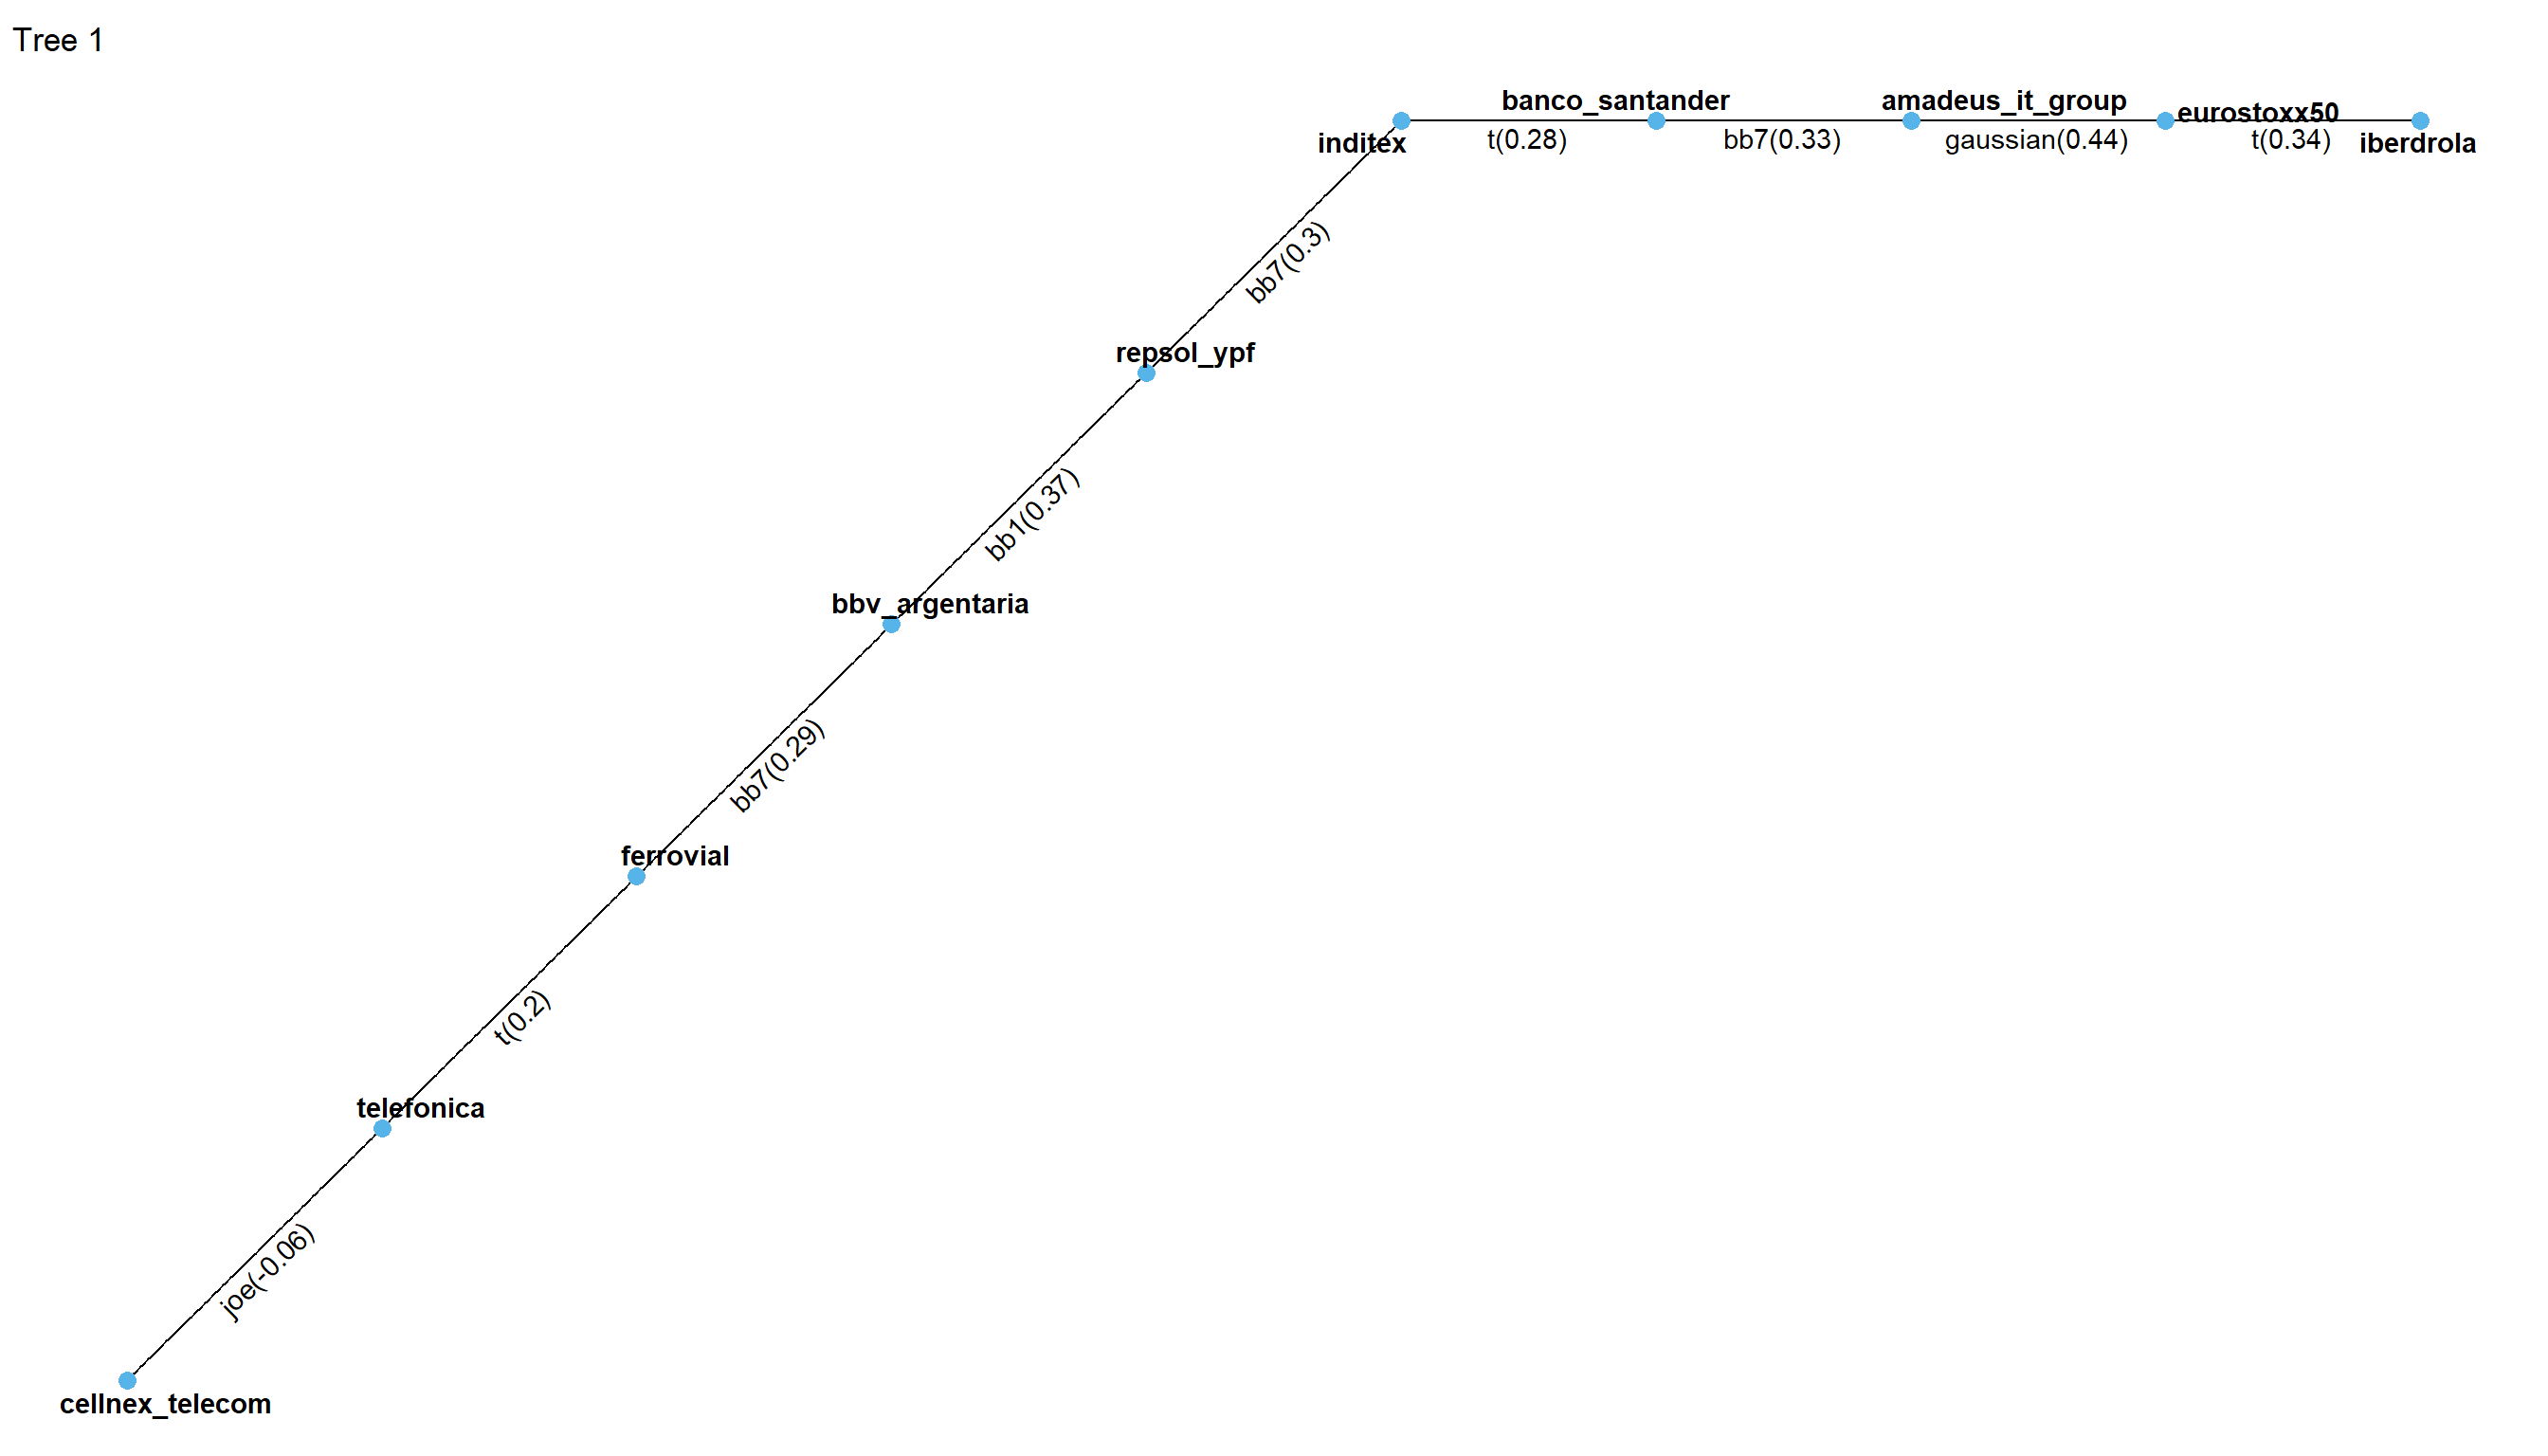 Tree 1
banco_santander
amadeus_it_group
eurostoxx50
inditex
t(0.28)
bb7(0.33)
gaussian(0.44)
t(0.34)
iberdrola
bb7(0.3)
repsol_ypf
bb1(0.37)
bbv_argentaria
bb7(0.29)
ferrovial
t(0.2)
telefonica
joe(-0.06)
cellnex_telecom